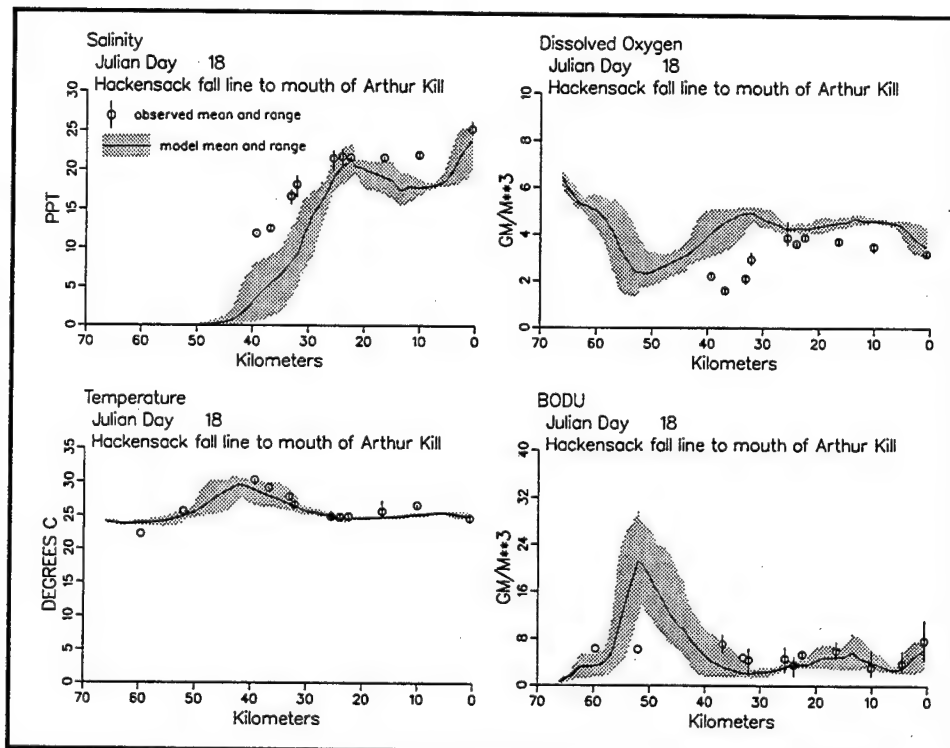 Salinity
Julian Day 18
Hackensack fall line to mouth of Arthur Kill
observed mean and range
model mean and range
PPT
30
25
20
15
10
5
0
70 60 50 40 30 20 10 0
Kilometers
Dissolved Oxygen
Julian Day 18
Hackensack fall line to mouth of Arthur Kill
GM/M**3
10
8
6
4
2
0
70 60 50 40 30 20 10 0
Kilometers
Temperature
Julian Day 18
Hackensack fall line to mouth of Arthur Kill
DEGREES C
35
30
25
20
15
10
5
0
70 60 50 40 30 20 10 0
Kilometers
BODU
Julian Day 18
Hackensack fall line to mouth of Arthur Kill
GM/M**3
40
32
24
16
8
0
70 60 50 40 30 20 10 0
Kilometers